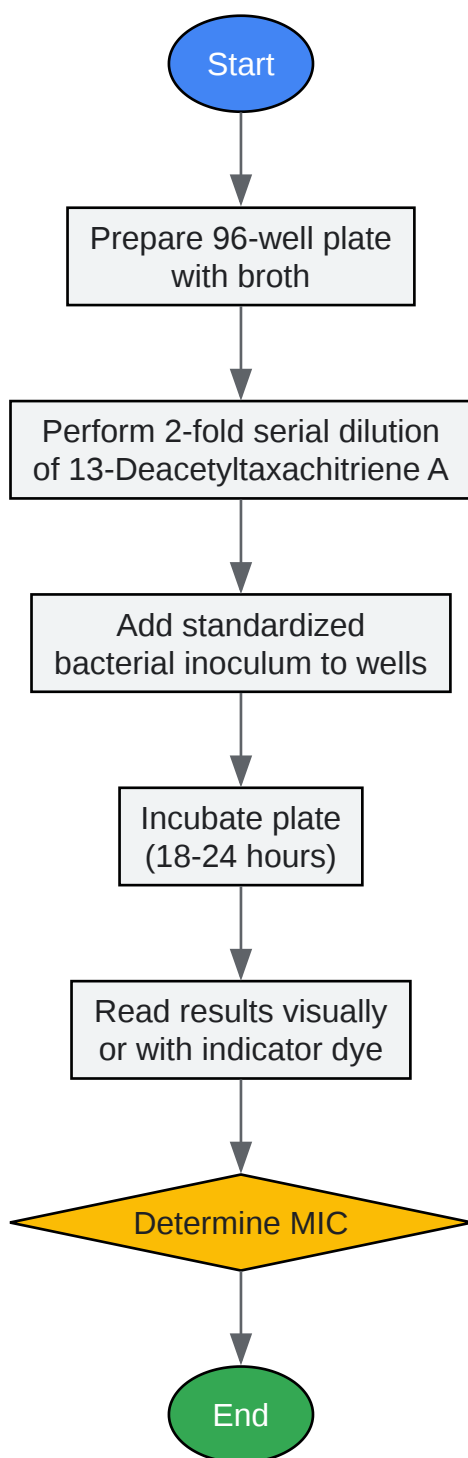 Start
Prepare 96-well plate
with broth
Perform 2-fold serial dilution
of 13-Deacetyltaxachitriene A
Add standardized
bacterial inoculum to wells
Incubate plate
(18-24 hours)
Read results visually
or with indicator dye
Determine MIC
End